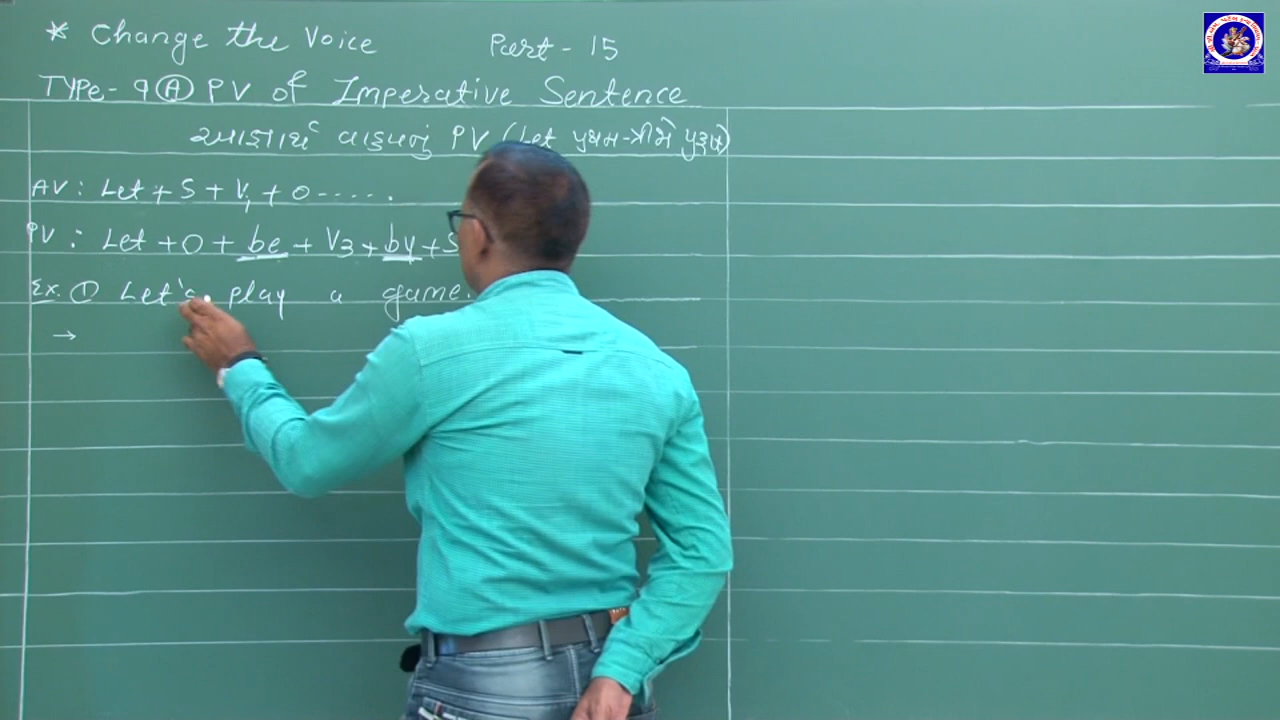 * Change the Voice Part - 15
TYPE - 9 Ⓐ PV of Imperative Sentence
આજ્ઞાર્થ વાક્યનું PV (Let પ્રથમ-ત્રીજો પુરૂષ)
AV : Let + S + V1 + O ......
PV : Let + O + be + V3 + by + S
Ex. ① Let's play a game.
→